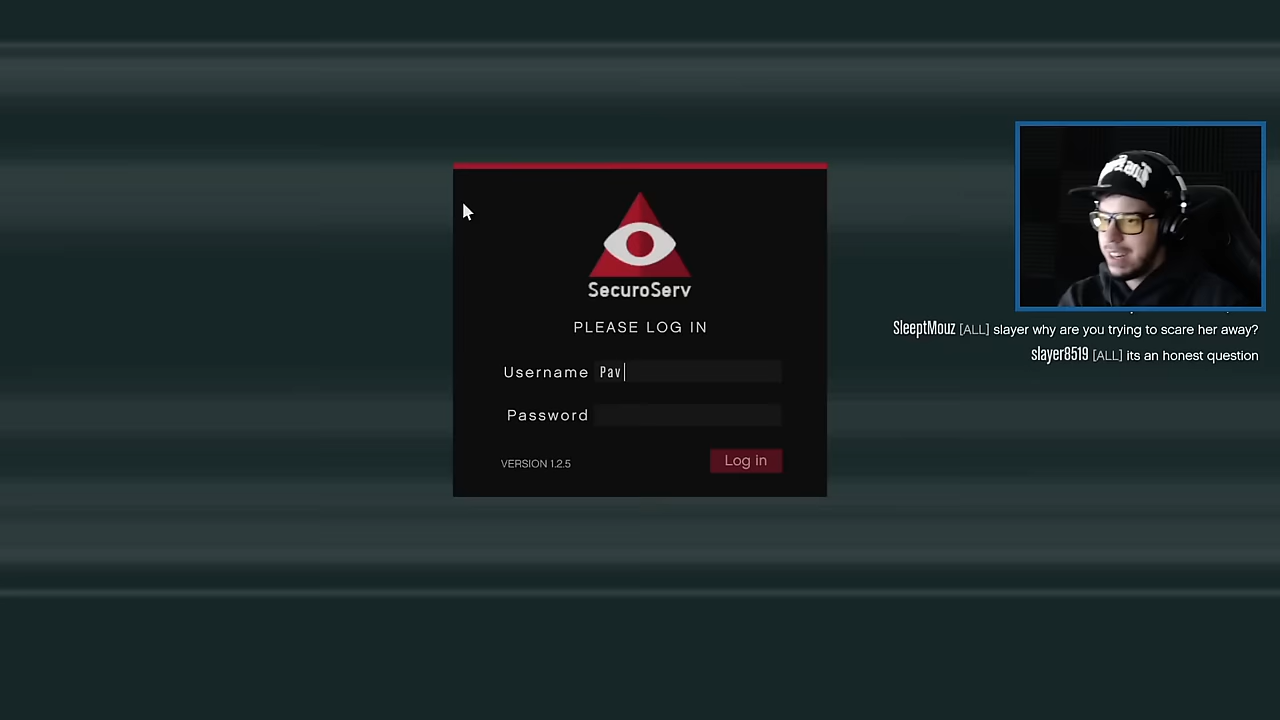 SecuroServ
PLEASE LOG IN
Username Pav
Password
VERSION 1.2.5
Log in
SleeptMouz [ALL] slayer why are you trying to scare her away?
slayer8519 [ALL] its an honest question